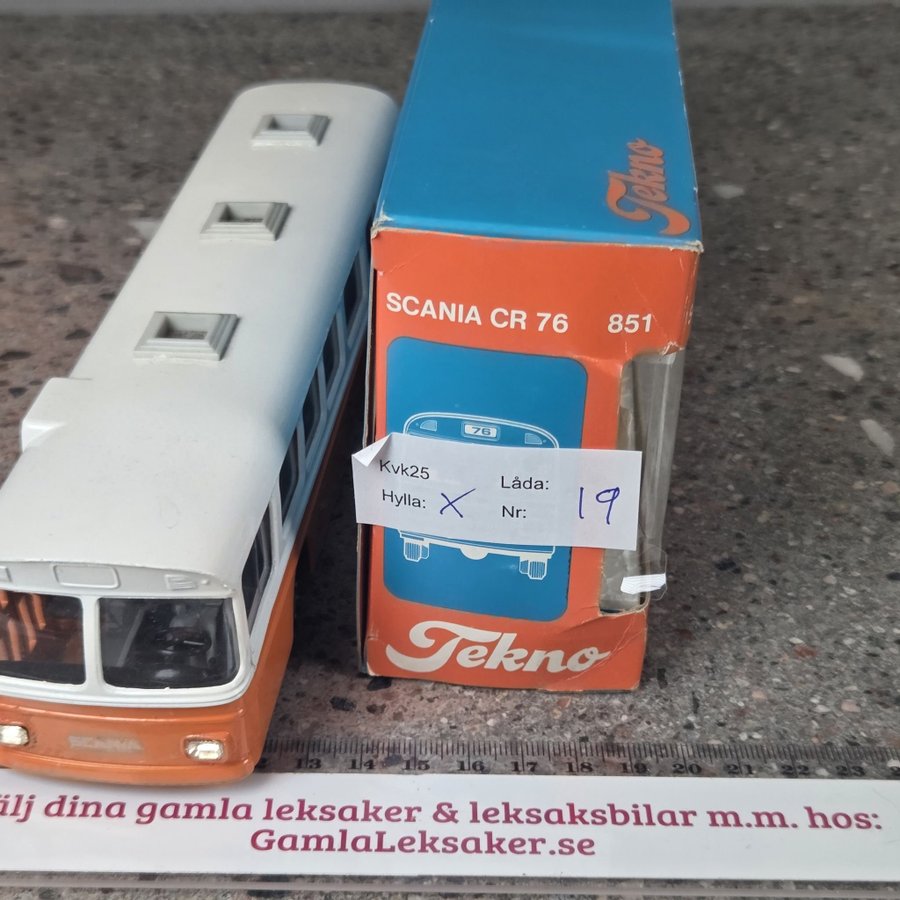 Tekno
SCANIA CR 76 851
76
Kvk25
Låda:
Hylla: X
Nr: 19
Tekno
SCANIA
12 13 14 15 16 17 18 19 20 21 22 23
älj dina gamla leksaker & leksaksbilar m.m. hos:
GamlaLeksaker.se